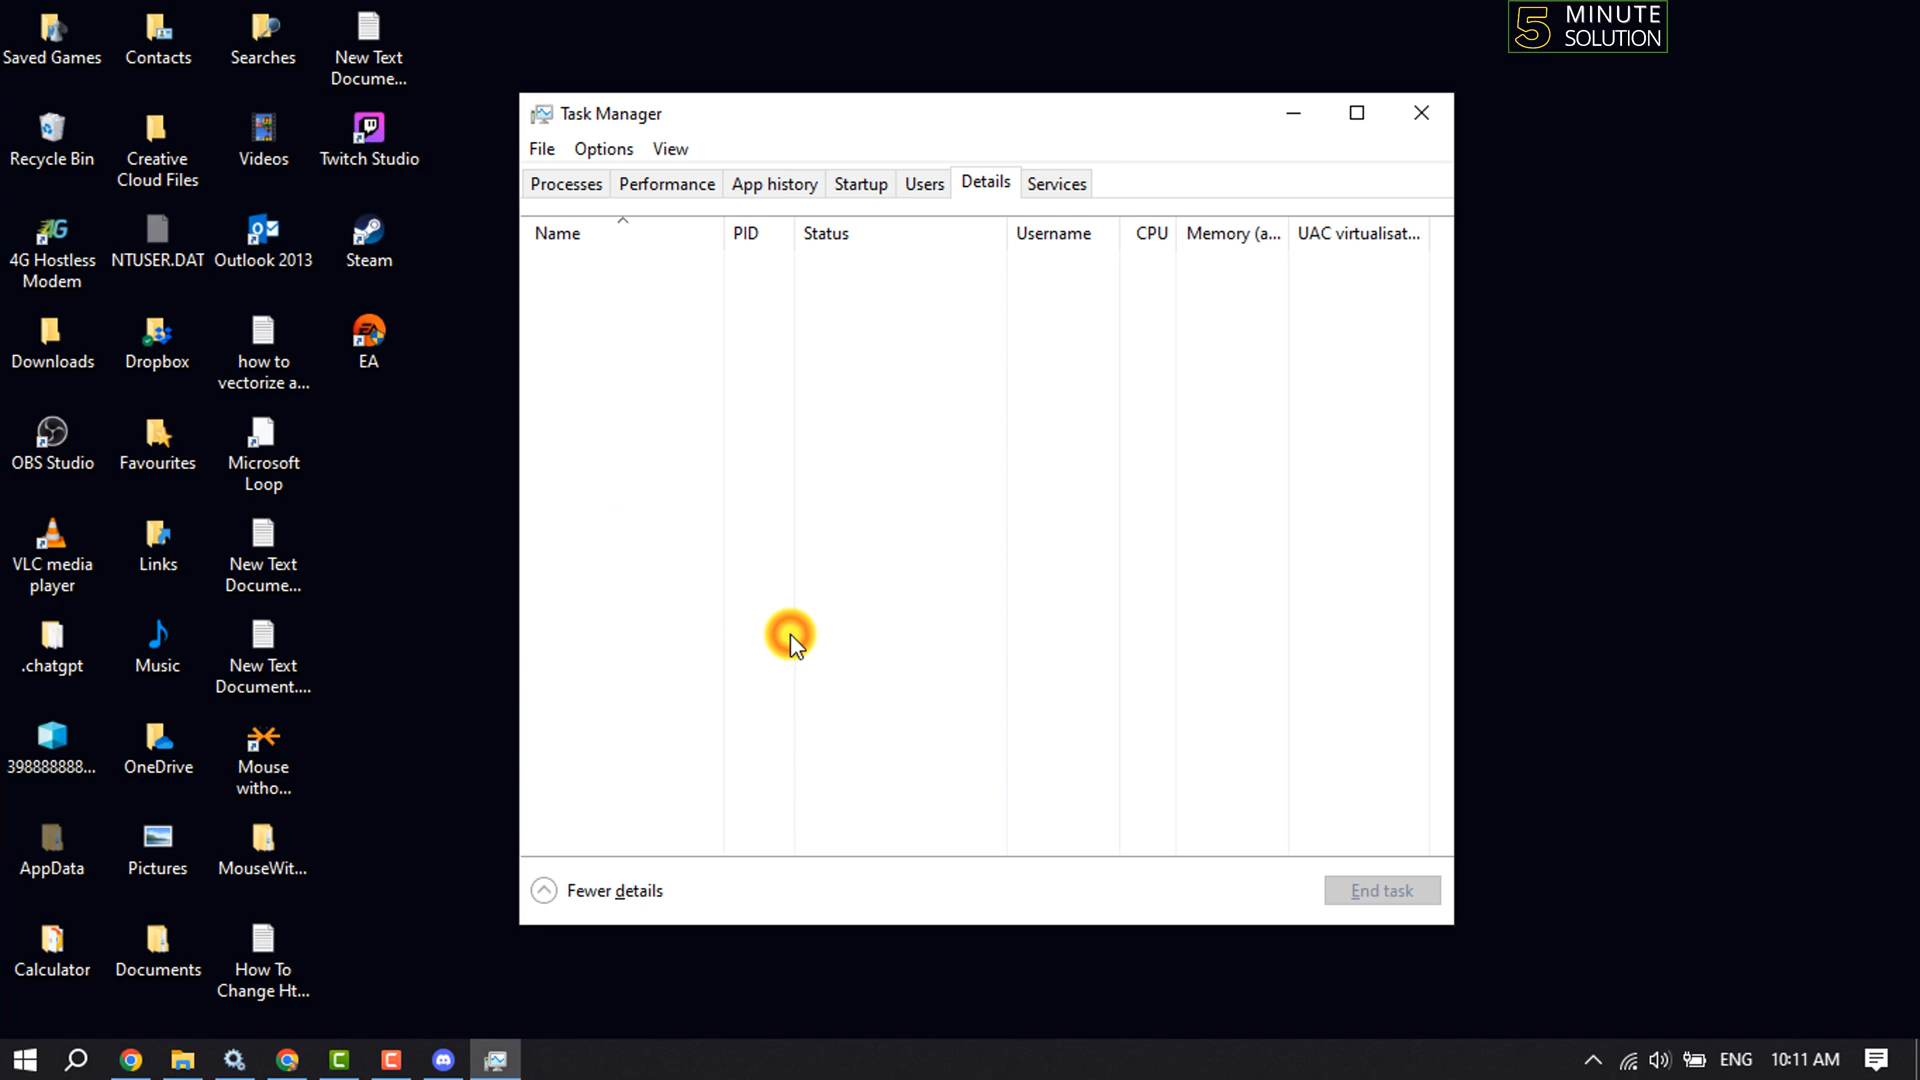 Saved Games
Contacts
Searches
New Text
Docume...
5 MINUTE
SOLUTION
Recycle Bin
Creative
Cloud Files
Videos
Twitch Studio
4G Hostless
Modem
NTUSER.DAT
Outlook 2013
Steam
Downloads
Dropbox
how to
vectorize a...
EA
OBS Studio
Favourites
Microsoft
Loop
VLC media
player
Links
New Text
Docume...
.chatgpt
Music
New Text
Document....
398888888...
OneDrive
Mouse
witho...
AppData
Pictures
MouseWit...
Calculator
Documents
How To
Change Ht...
Task Manager
File Options View
Processes Performance App history Startup Users Details Services
Name PID Status Username CPU Memory (a... UAC virtualisat...
Fewer details
End task
ENG 10:11 AM